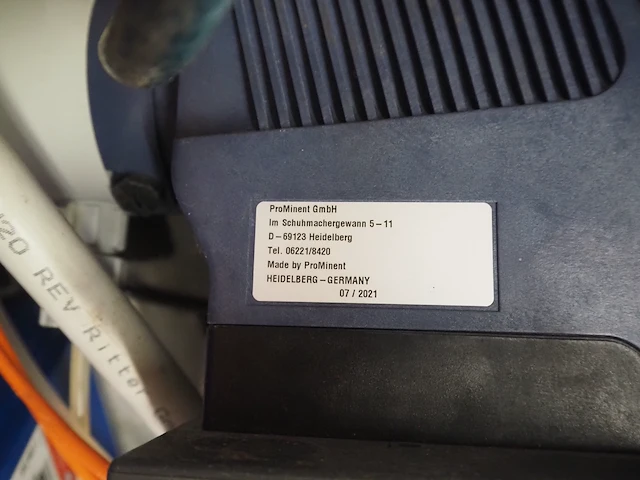 ProMinent GmbH
Im Schuhmachergewann 5 – 11
D – 69123 Heidelberg
Tel. 06221/8420
Made by ProMinent
HEIDELBERG – GERMANY
07 / 2021
REV Ritter